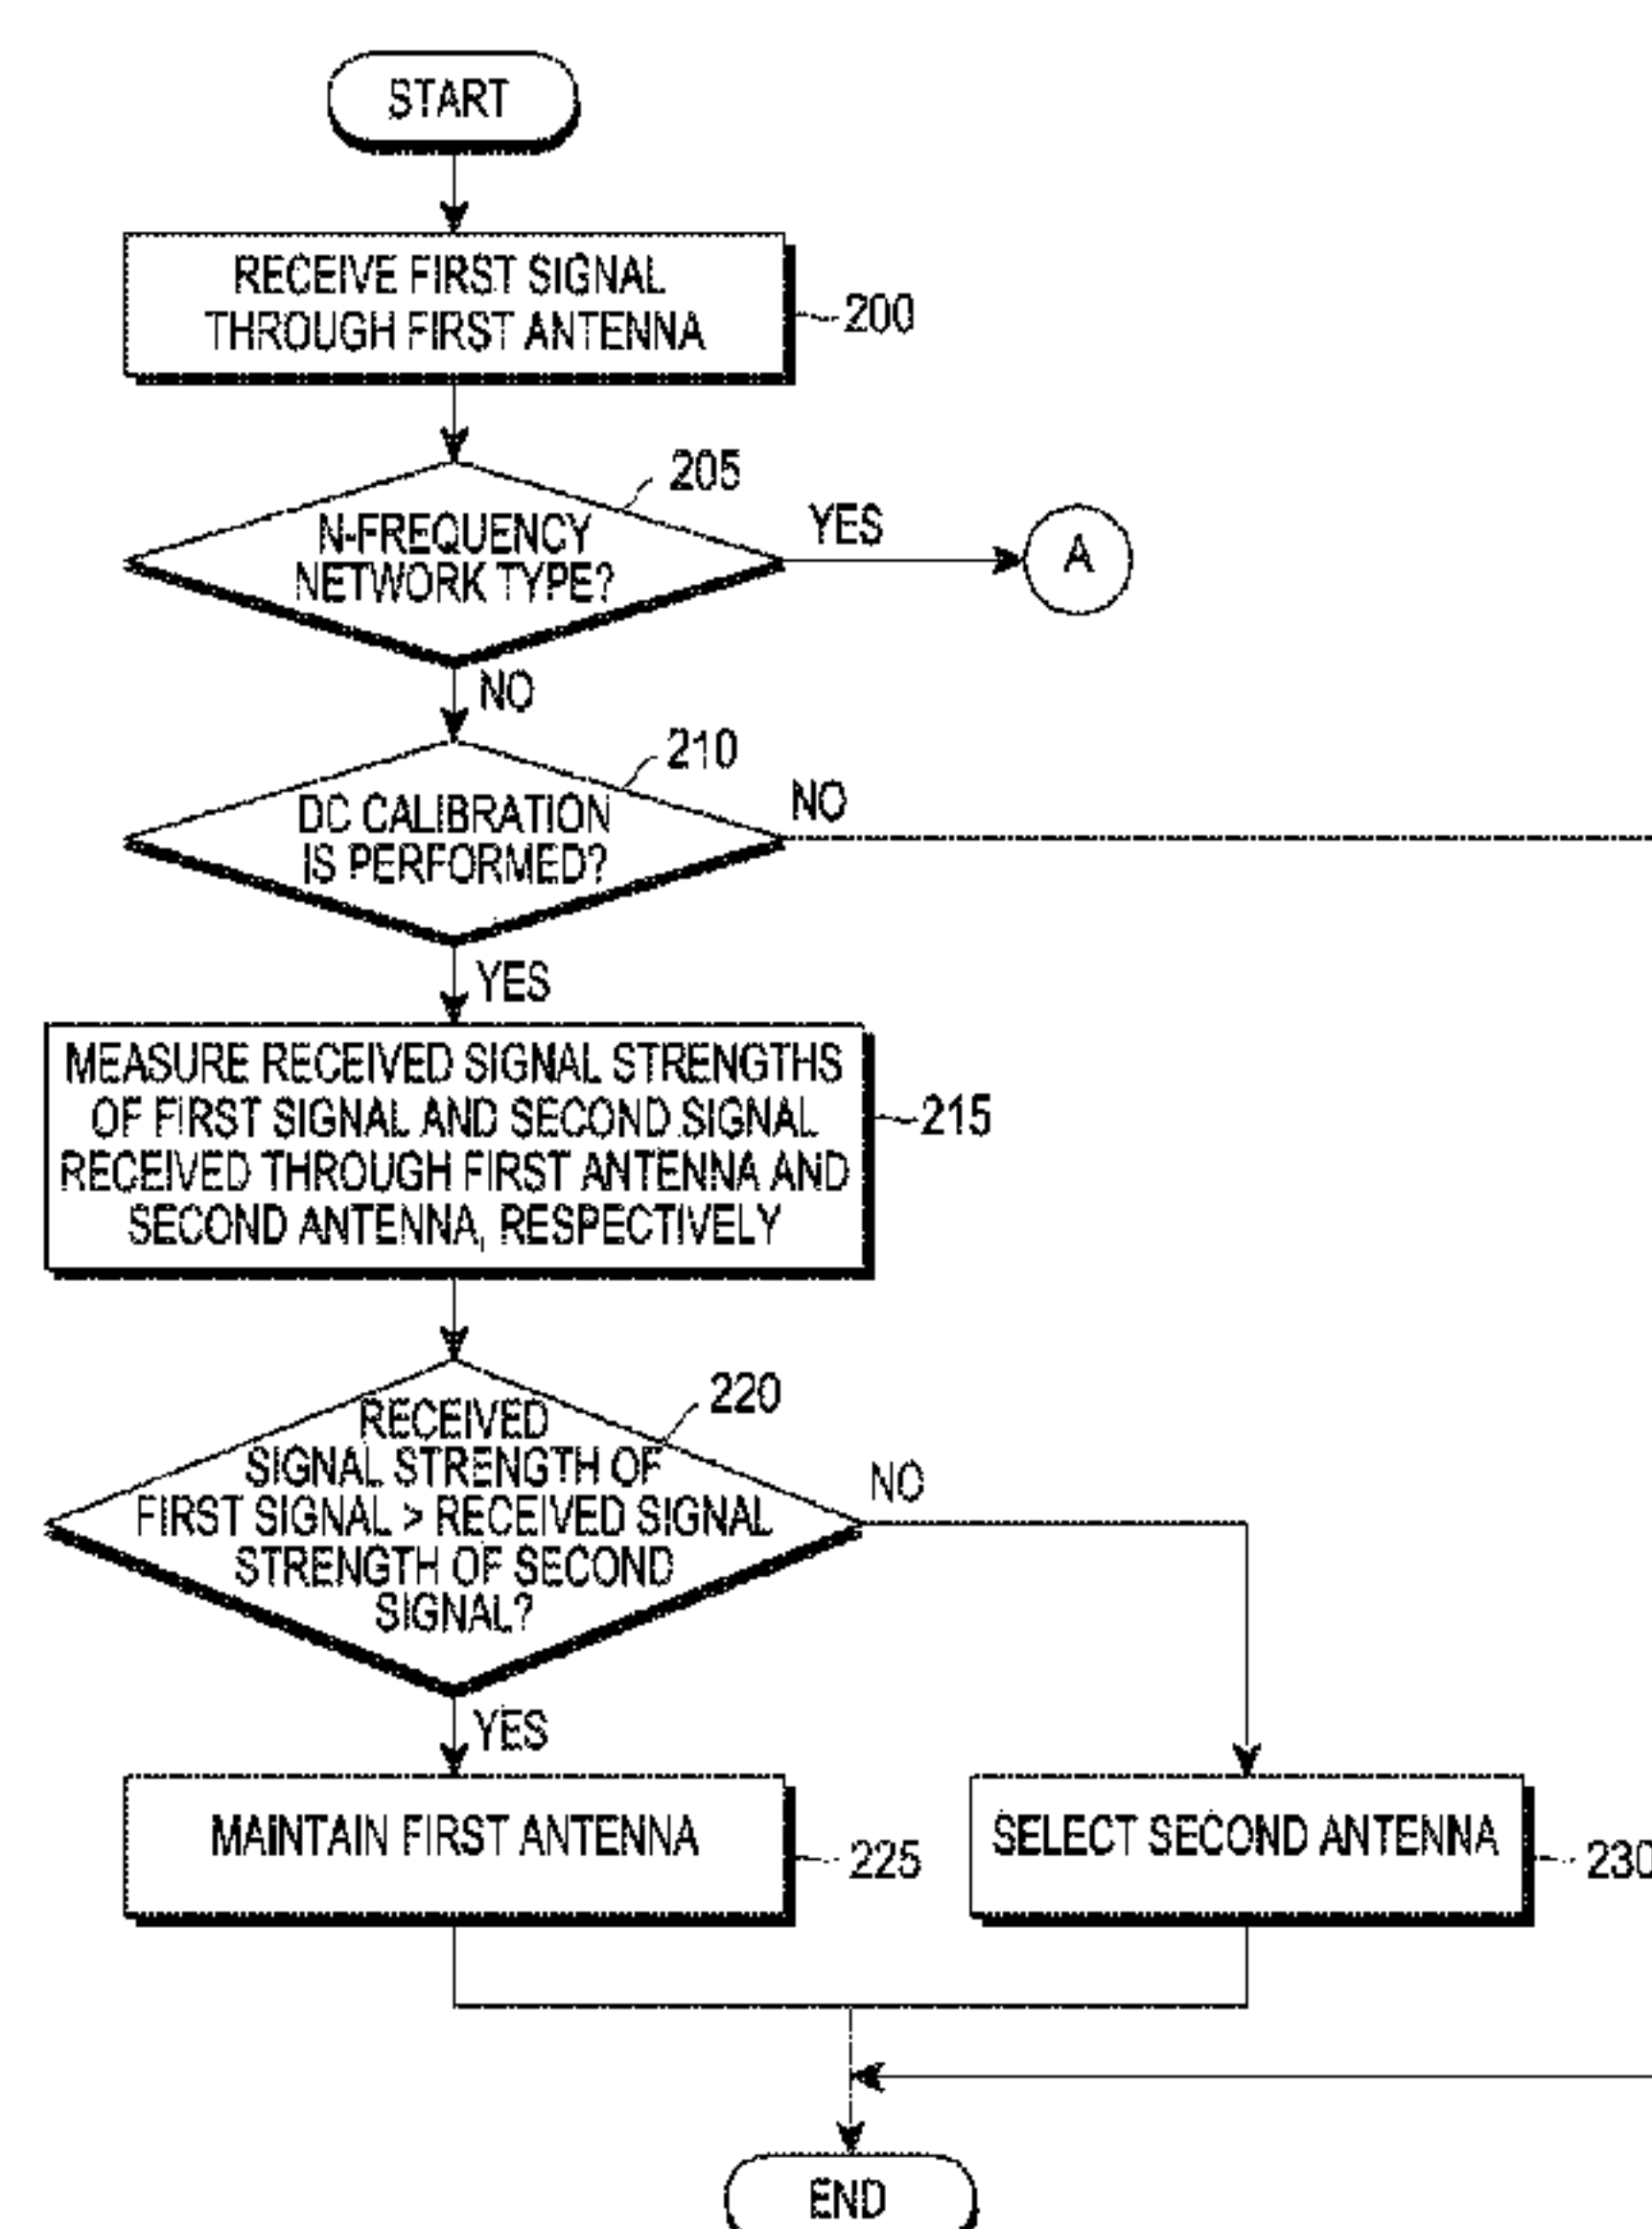 START
RECEIVE FIRST SIGNAL
THROUGH FIRST ANTENNA
200
205
N-FREQUENCY
NETWORK TYPE?
YES
A
NO
210
DC CALIBRATION
IS PERFORMED?
NO
YES
MEASURE RECEIVED SIGNAL STRENGTHS
OF FIRST SIGNAL AND SECOND SIGNAL
RECEIVED THROUGH FIRST ANTENNA AND
SECOND ANTENNA, RESPECTIVELY
215
220
RECEIVED
SIGNAL STRENGTH OF
FIRST SIGNAL > RECEIVED SIGNAL
STRENGTH OF SECOND
SIGNAL?
NO
YES
MAINTAIN FIRST ANTENNA
225
SELECT SECOND ANTENNA
230
END